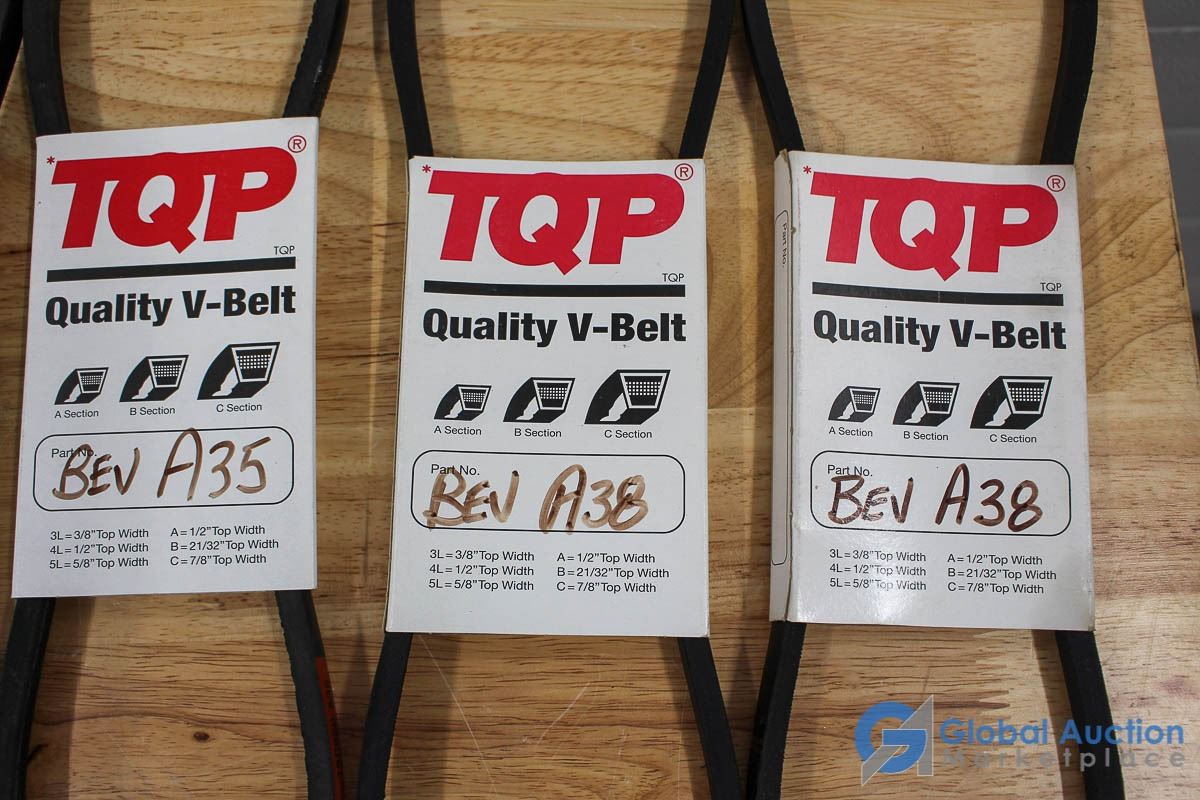 *TQP®
TQP
Quality V-Belt
A Section B Section C Section
Part No.
BEV A35
3L=3/8"Top Width A=1/2"Top Width
4L=1/2"Top Width B=21/32"Top Width
5L=5/8"Top Width C=7/8"Top Width
*TQP®
TQP
Quality V-Belt
A Section B Section C Section
Part No.
BEV A38
3L=3/8"Top Width A=1/2"Top Width
4L=1/2"Top Width B=21/32"Top Width
5L=5/8"Top Width C=7/8"Top Width
Part No.
*TQP®
TQP
Quality V-Belt
A Section B Section C Section
Part No.
BEV A38
3L=3/8"Top Width A=1/2"Top Width
4L=1/2"Top Width B=21/32"Top Width
5L=5/8"Top Width C=7/8"Top Width
Global Auction
Marketplace